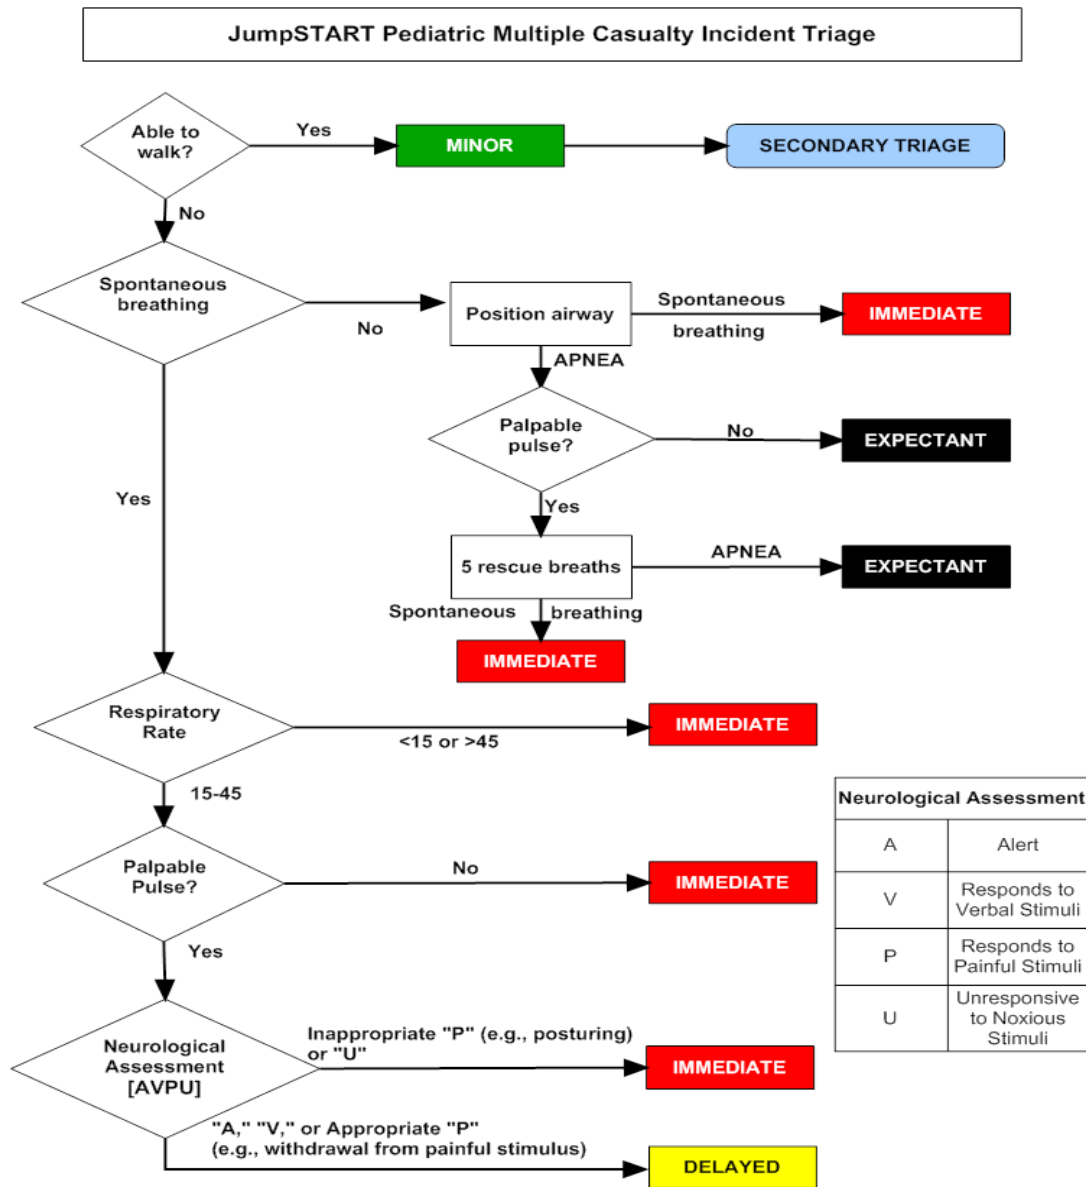 JumpSTART Pediatric Multiple Casualty Incident Triage
Able to
walk?
Yes
MINOR
SECONDARY TRIAGE
No
Spontaneous
breathing
No
Position airway
Spontaneous
breathing
IMMEDIATE
APNEA
Palpable
pulse?
No
EXPECTANT
Yes
Yes
5 rescue breaths
APNEA
EXPECTANT
Spontaneous breathing
IMMEDIATE
Respiratory
Rate
<15 or >45
IMMEDIATE
15-45
Palpable
Pulse?
No
IMMEDIATE
Yes
Neurological
Assessment
[AVPU]
Inappropriate "P" (e.g., posturing)
or "U"
IMMEDIATE
"A," "V," or Appropriate "P"
(e.g., withdrawal from painful stimulus)
DELAYED
Neurological Assessment
A
Alert
V
Responds to
Verbal Stimuli
P
Responds to
Painful Stimuli
U
Unresponsive
to Noxious
Stimuli